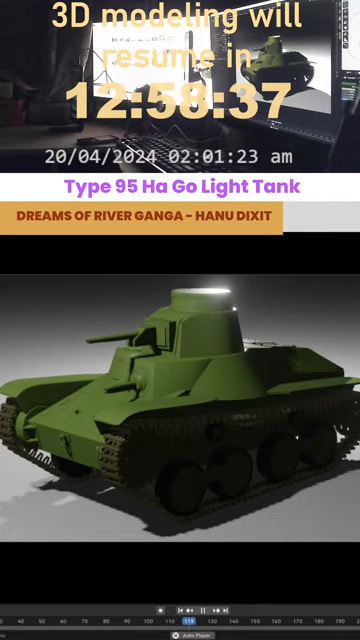 3D modeling will
resume in
12:58:37
20/04/2024 02:01:23 am
Type 95 Ha Go Light Tank
DREAMS OF RIVER GANGA - HANU DIXIT
40 50 60 70 80 90 100 110 119 130 140 150 160 170 180 190
Anim Player